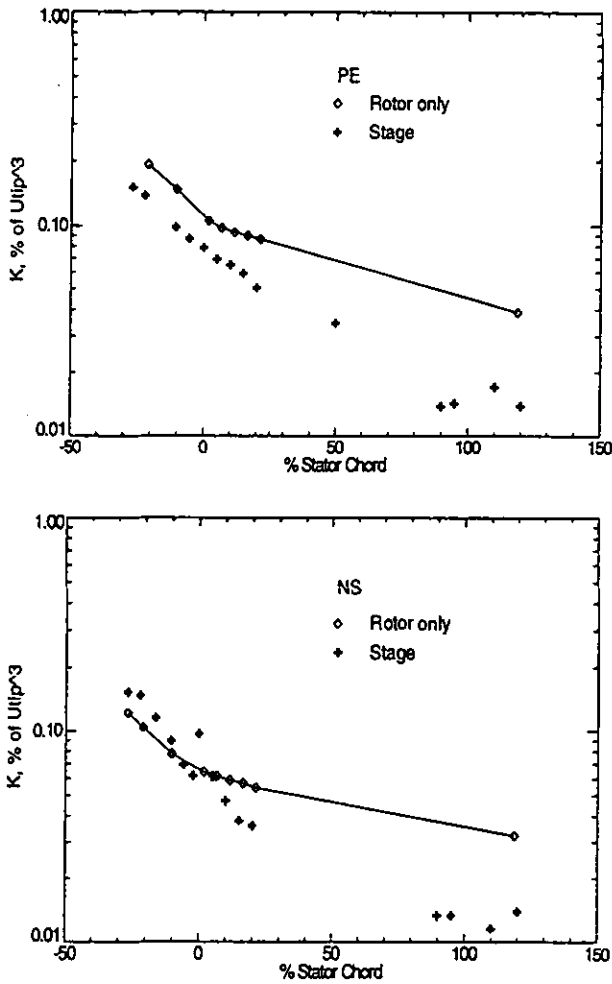 1.00
PE
Rotor only
Stage
K, % of Utip^3
0.10
0.01
-50 0 50 100 150
% Stator Chord
1.00
NS
Rotor only
Stage
K, % of Utip^3
0.10
0.01
-50 0 50 100 150
% Stator Chord